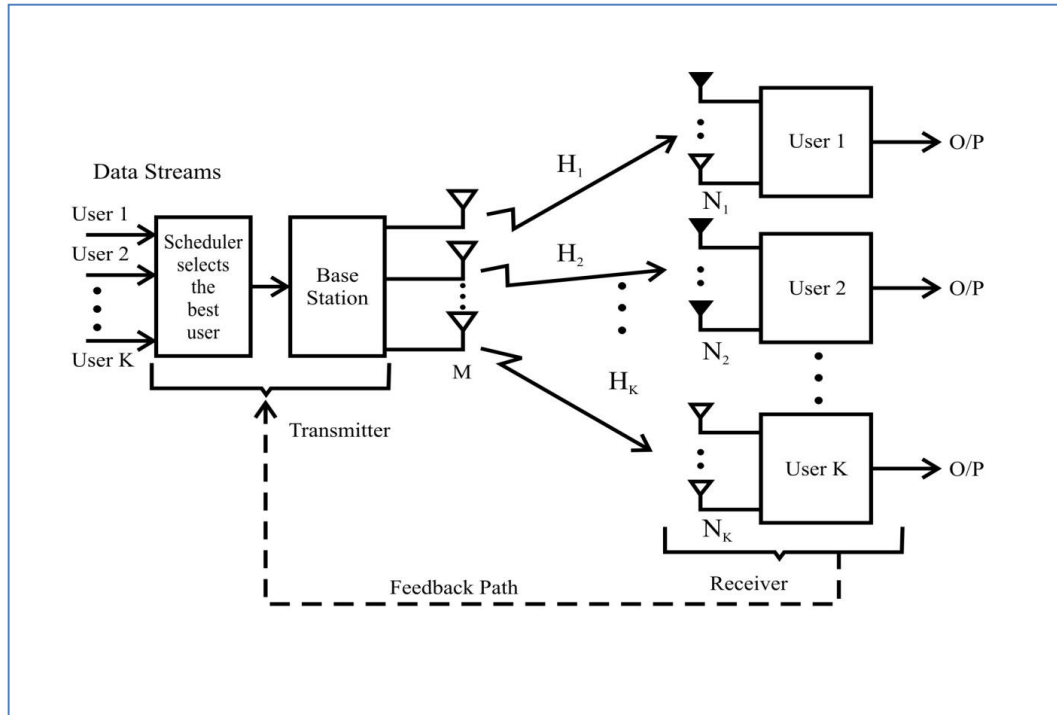 Data Streams
User 1
User 2
User K
Scheduler
selects
the
best
user
Base
Station
M
Transmitter
H1
H2
HK
N1
User 1
O/P
N2
User 2
O/P
NK
User K
O/P
Receiver
Feedback Path